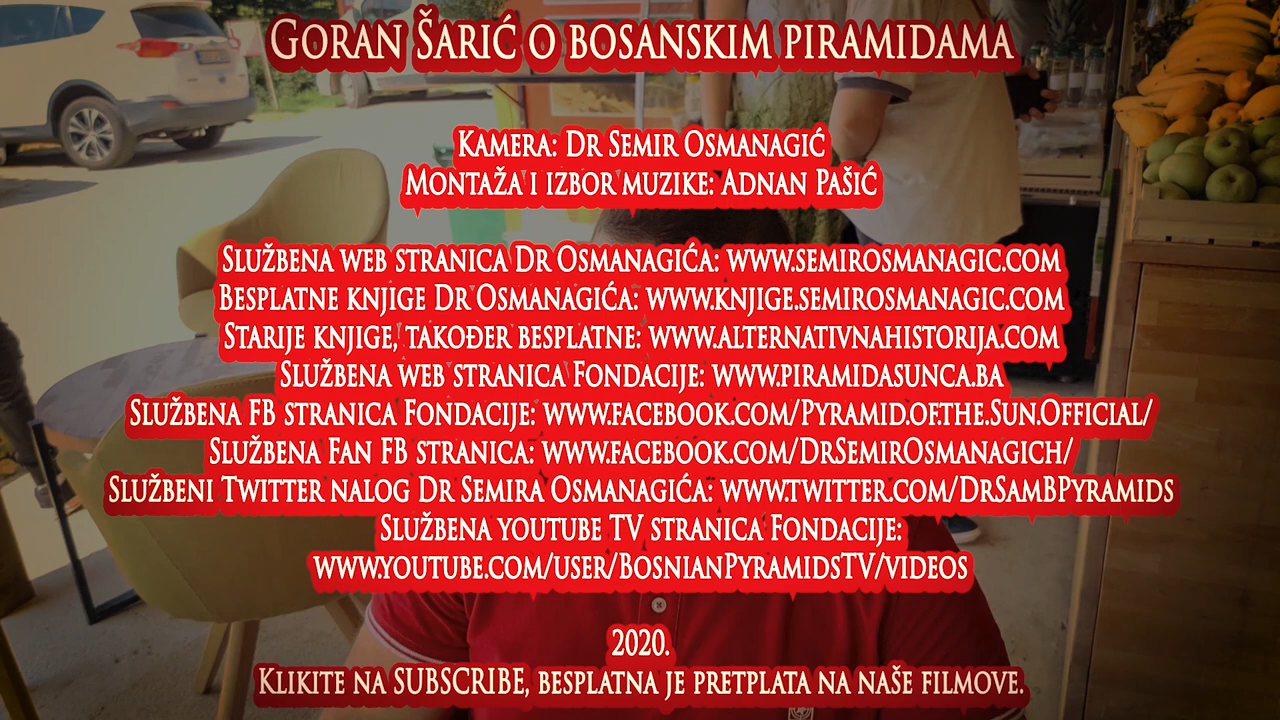 Goran Šarić o bosanskim piramidama
Kamera: Dr Semir Osmanagić
Montaža i izbor muzike: Adnan Pašić
Službena web stranica Dr Osmanagića: www.semirosmanagic.com
Besplatne knjige Dr Osmanagića: www.knjige.semirosmanagic.com
Starije knjige, također besplatne: www.alternativnahistorija.com
Službena web stranica Fondacije: www.piramidasunca.ba
Službena FB stranica Fondacije: www.facebook.com/Pyramid.of.the.Sun.Official/
Službena Fan FB stranica: www.facebook.com/DrSemirOsmanagich/
Službeni Twitter nalog Dr Semira Osmanagića: www.twitter.com/DrSamBPyramids
Službena youtube TV stranica Fondacije:
www.youtube.com/user/BosnianPyramidsTV/videos
2020.
Klikite na SUBSCRIBE, besplatna je pretplata na naše filmove.